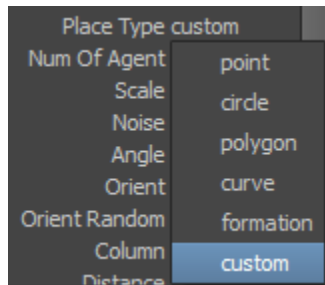 Place Type custom
Num Of Agent
Scale
Noise
Angle
Orient
Orient Random
Column
Distance
point
circle
polygon
curve
formation
custom